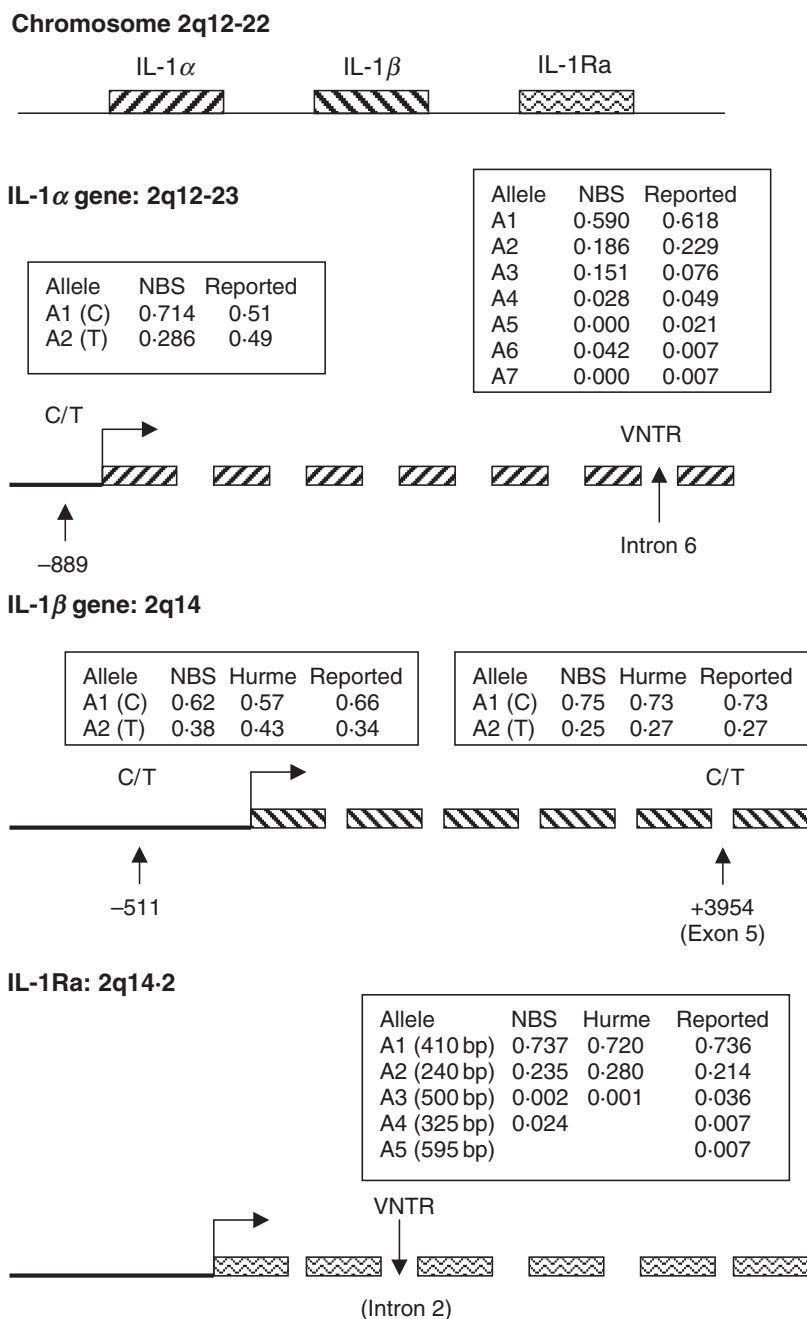 Chromosome 2q12-22
IL-1α IL-1β IL-1Ra
IL-1α gene: 2q12-23
Allele NBS Reported
A1 (C) 0·714 0·51
A2 (T) 0·286 0·49
Allele NBS Reported
A1 0·590 0·618
A2 0·186 0·229
A3 0·151 0·076
A4 0·028 0·049
A5 0·000 0·021
A6 0·042 0·007
A7 0·000 0·007
C/T
VNTR
–889
Intron 6
IL-1β gene: 2q14
Allele NBS Hurme Reported
A1 (C) 0·62 0·57 0·66
A2 (T) 0·38 0·43 0·34
Allele NBS Hurme Reported
A1 (C) 0·75 0·73 0·73
A2 (T) 0·25 0·27 0·27
C/T
C/T
–511
+3954
(Exon 5)
IL-1Ra: 2q14·2
Allele NBS Hurme Reported
A1 (410 bp) 0·737 0·720 0·736
A2 (240 bp) 0·235 0·280 0·214
A3 (500 bp) 0·002 0·001 0·036
A4 (325 bp) 0·024 0·007
A5 (595 bp) 0·007
VNTR
(Intron 2)